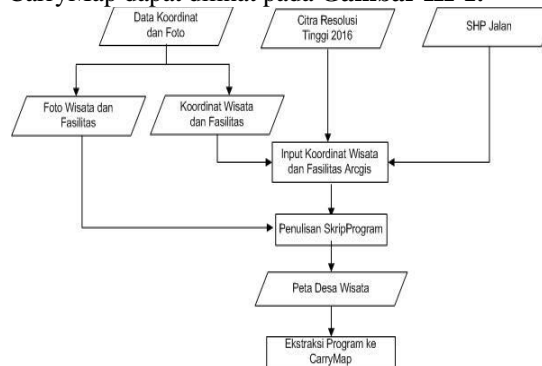 CarryMap dapat dilihat pada Gambar III-2.
Data Koordinat
dan Foto
Citra Resolusi
Tinggi 2016
SHP Jalan
Foto Wisata dan
Fasilitas
Koordinat Wisata
dan Fasilitas
Input Koordinat Wisata
dan Fasilitas Arcgis
Penulisan SkripProgram
Peta Desa Wisata
Ekstraksi Program ke
CarryMap